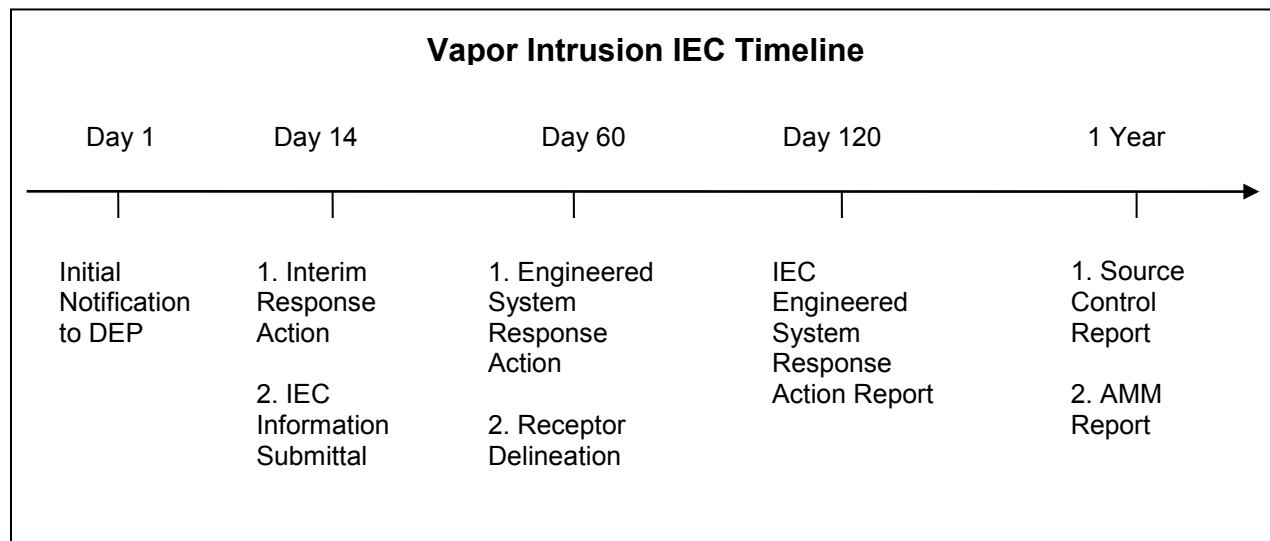 Vapor Intrusion IEC Timeline
Day 1
Day 14
Day 60
Day 120
1 Year
Initial
Notification
to DEP
1. Interim
Response
Action
2. IEC
Information
Submittal
1. Engineered
System
Response
Action
2. Receptor
Delineation
IEC
Engineered
System
Response
Action Report
1. Source
Control
Report
2. AMM
Report